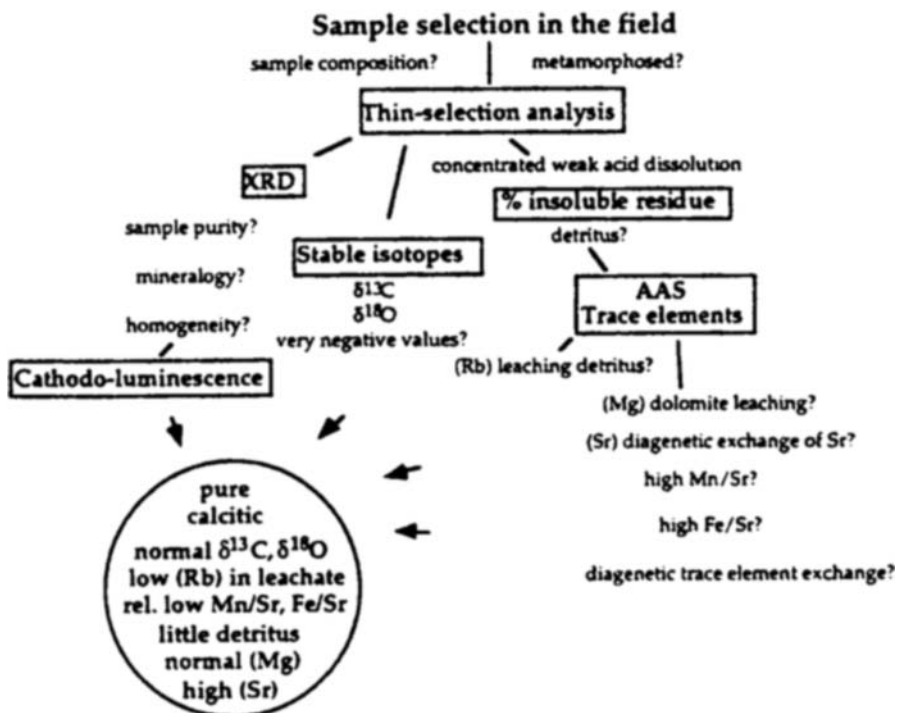 Sample selection in the field
sample composition?
metamorphosed?
Thin-selection analysis
XRD
concentrated weak acid dissolution
% insoluble residue
sample purity?
detritus?
Stable isotopes
mineralogy?
δ¹³C
δ¹⁸O
AAS
Trace elements
homogeneity?
very negative values?
(Rb) leaching detritus?
Cathodo-luminescence
(Mg) dolomite leaching?
(Sr) diagenetic exchange of Sr?
high Mn/Sr?
high Fe/Sr?
diagenetic trace element exchange?
pure
calcitic
normal δ¹³C, δ¹⁸O
low (Rb) in leachate
rel. low Mn/Sr, Fe/Sr
little detritus
normal (Mg)
high (Sr)